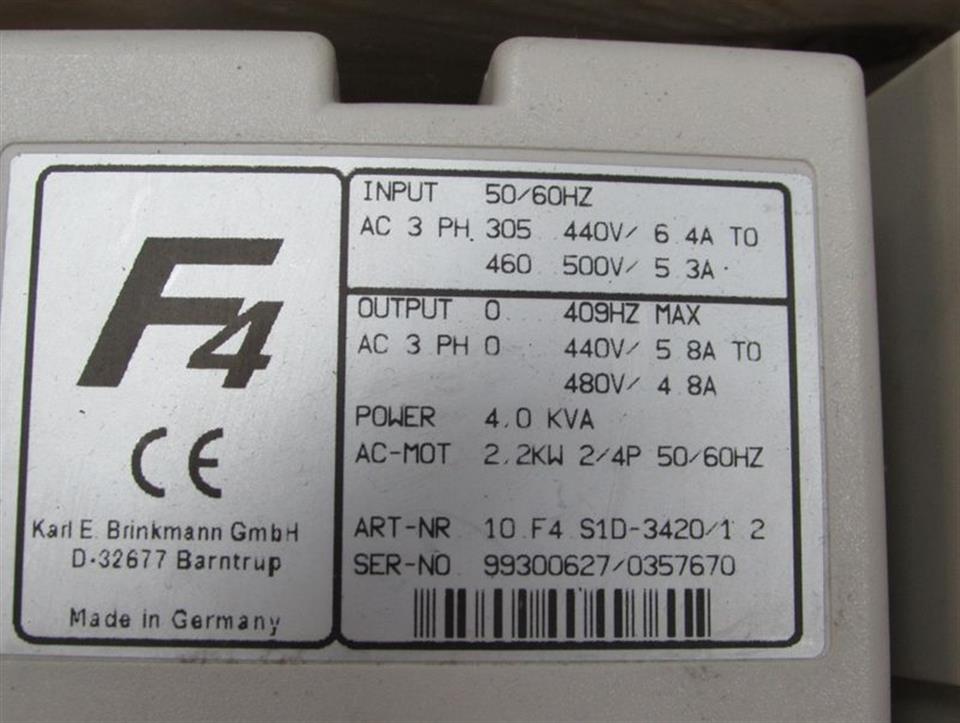 F4
CE
Karl E. Brinkmann GmbH
D-32677 Barntrup
Made in Germany
INPUT 50/60HZ
AC 3 PH. 305 440V/ 6.4A TO
460 500V/ 5.3A
OUTPUT 0 409HZ MAX
AC 3 PH 0 440V/ 5.8A TO
480V/ 4.8A
POWER 4.0 KVA
AC-MOT 2.2KW 2/4P 50/60HZ
ART-NR 10.F4.S1D-3420/1.2
SER-NO 99300627/0357670